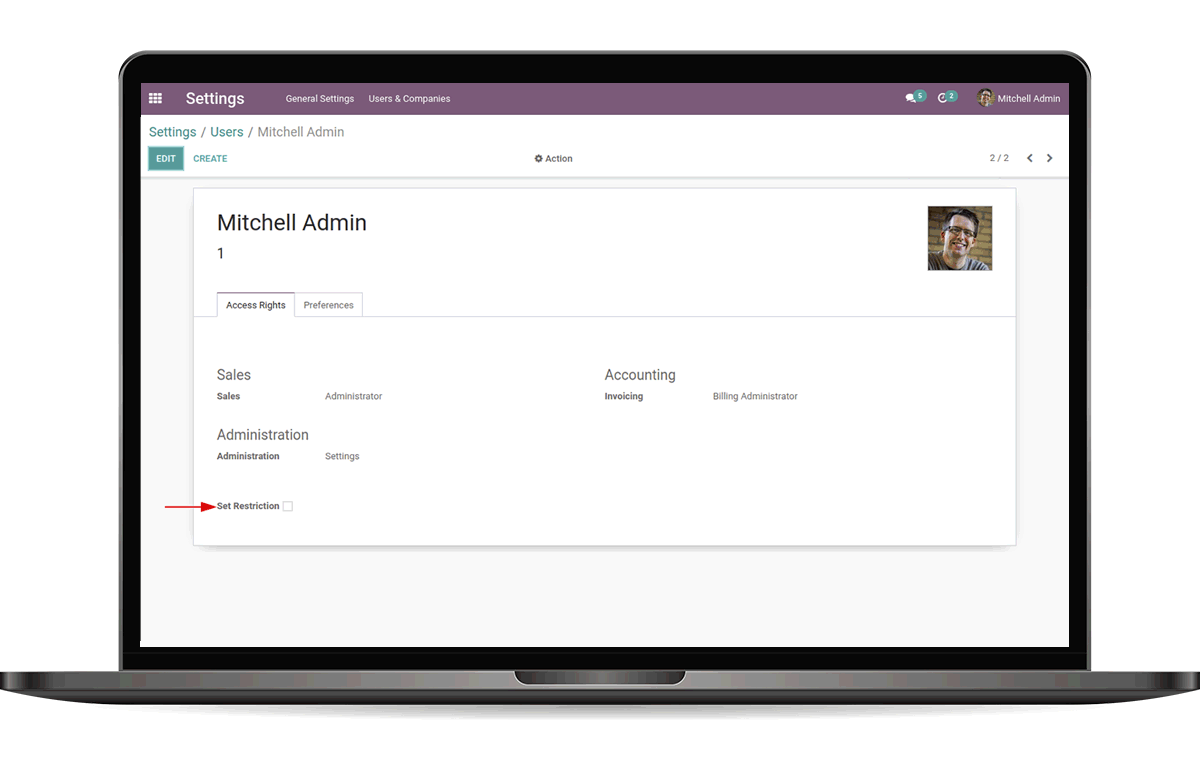 Settings General Settings Users & Companies 5 2 Mitchell Admin
Settings / Users / Mitchell Admin
EDIT CREATE Action 2 / 2
Mitchell Admin
1
Access Rights Preferences
Sales Accounting
Sales Administrator Invoicing Billing Administrator
Administration
Administration Settings
Set Restriction